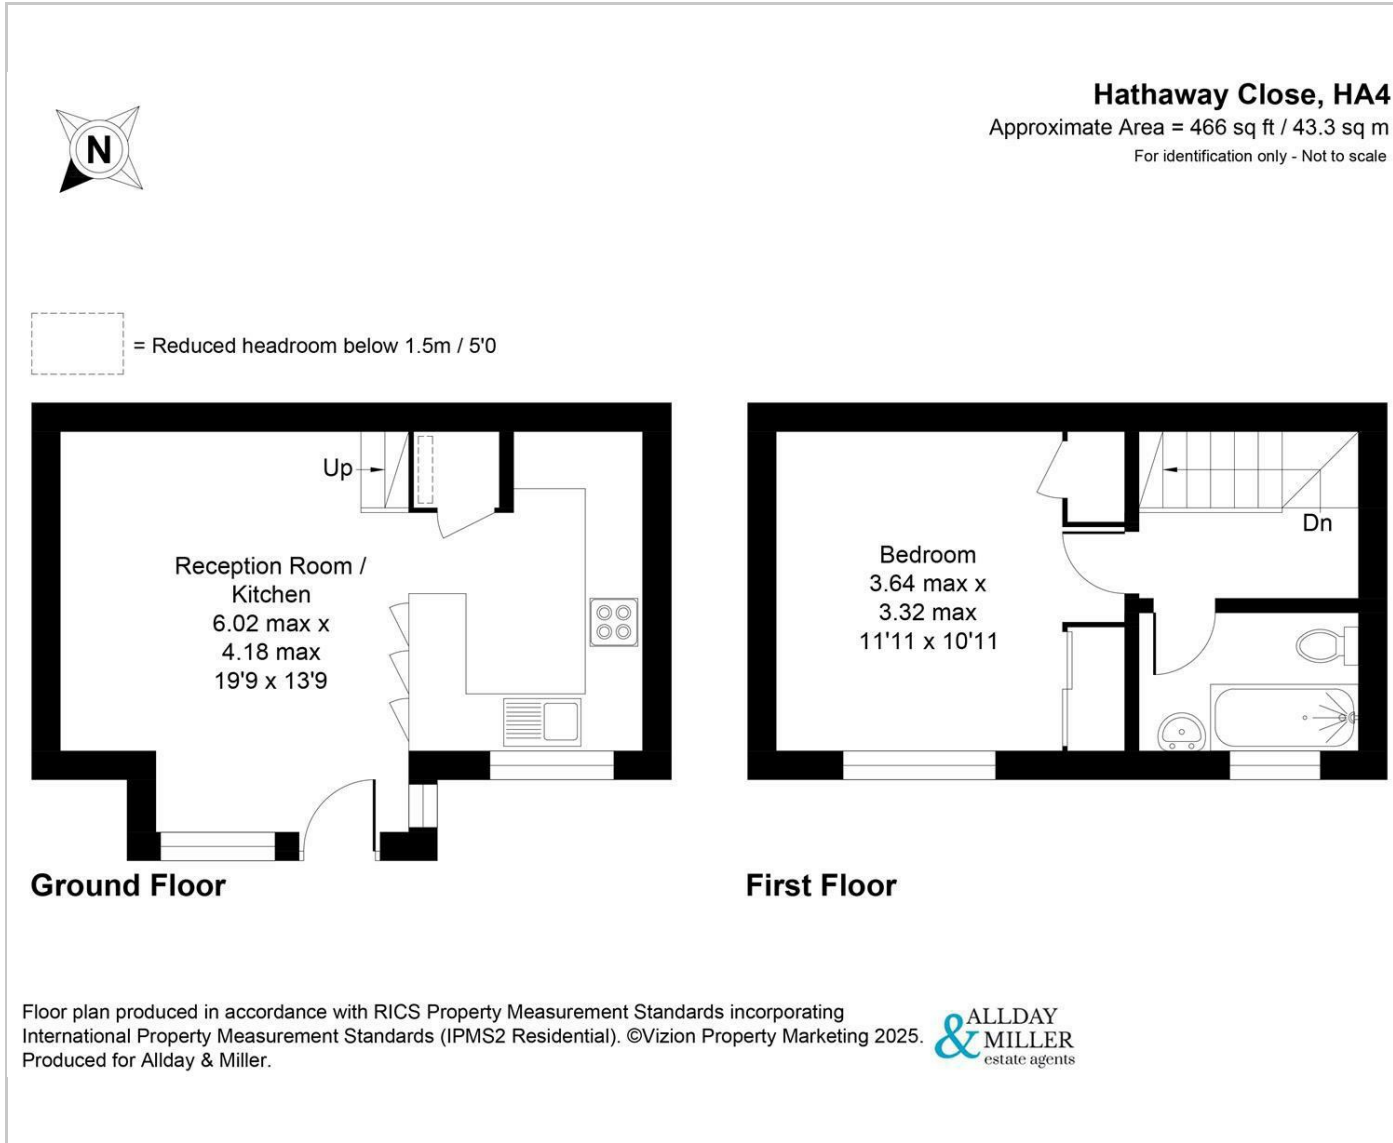 Hathaway Close, HA4
Approximate Area = 466 sq ft / 43.3 sq m
For identification only - Not to scale
N
= Reduced headroom below 1.5m / 5'0
Up
Reception Room /
Kitchen
6.02 max x
4.18 max
19'9 x 13'9
Ground Floor
Bedroom
3.64 max x
3.32 max
11'11 x 10'11
Dn
First Floor
Floor plan produced in accordance with RICS Property Measurement Standards incorporating
International Property Measurement Standards (IPMS2 Residential). ©Vizion Property Marketing 2025.
Produced for Allday & Miller.
ALLDAY
& MILLER
estate agents